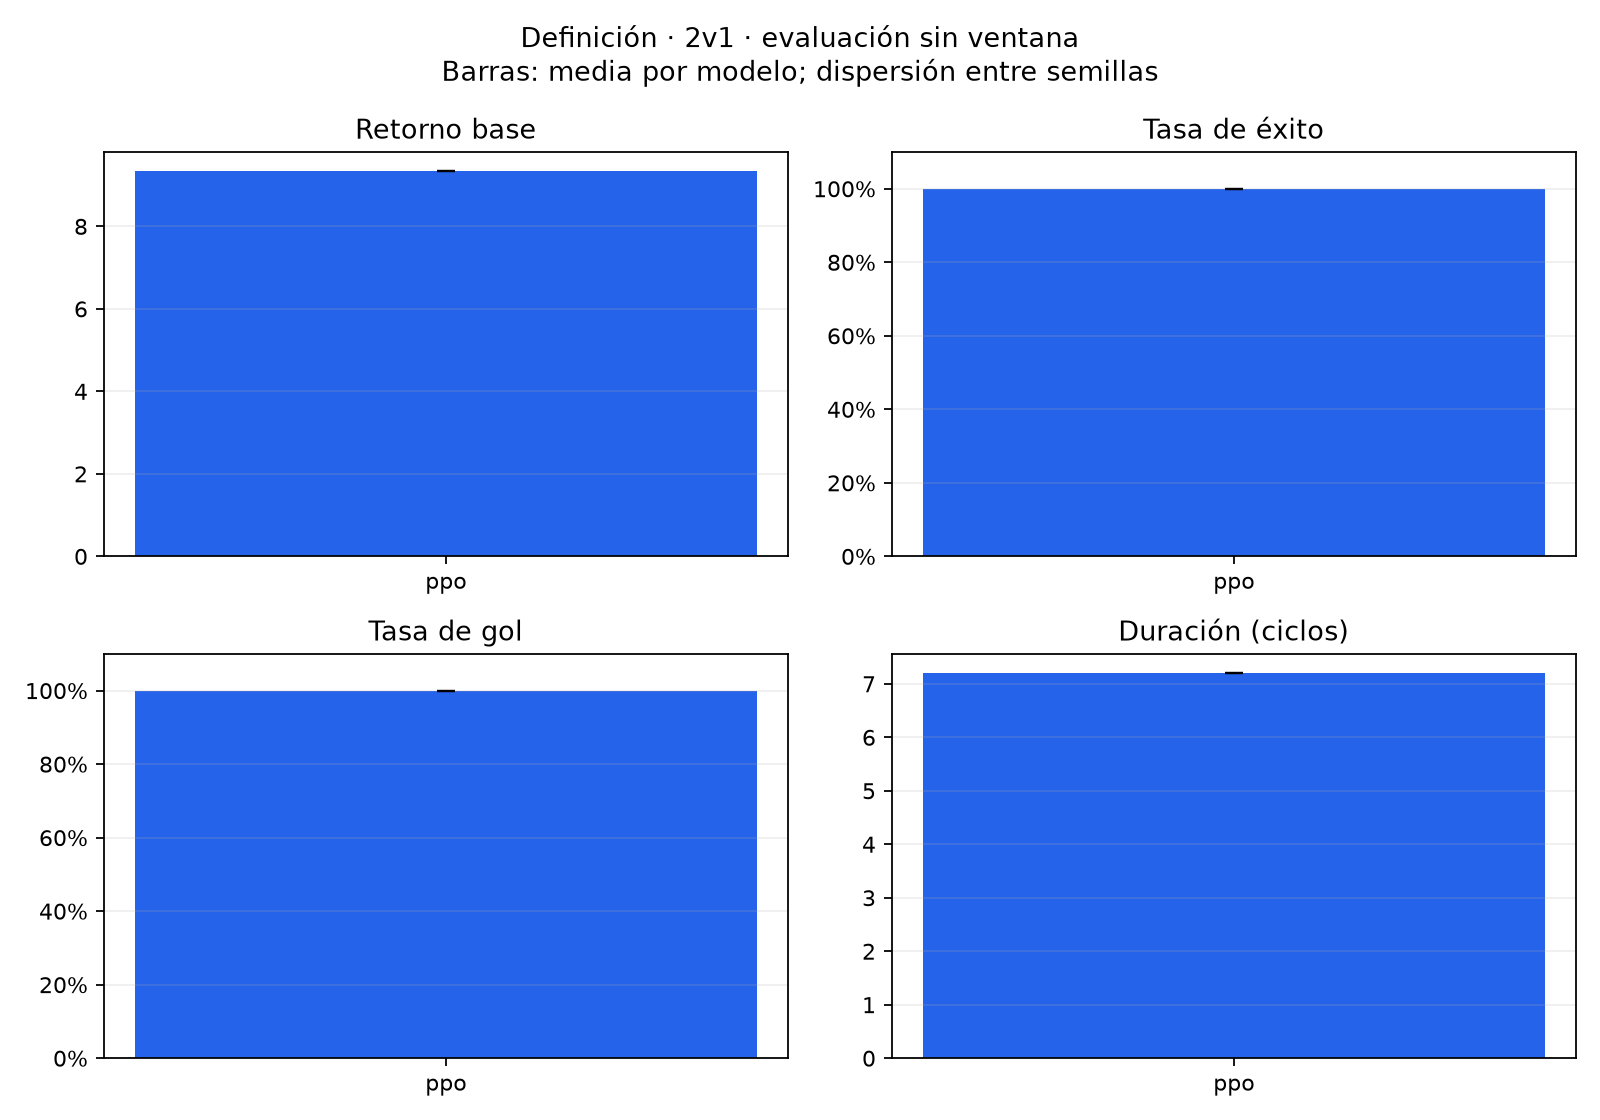 Definición · 2v1 · evaluación sin ventana
Barras: media por modelo; dispersión entre semillas
Retorno base
8
6
4
2
0
ppo
Tasa de éxito
100%
80%
60%
40%
20%
0%
ppo
Tasa de gol
100%
80%
60%
40%
20%
0%
ppo
Duración (ciclos)
7
6
5
4
3
2
1
0
ppo